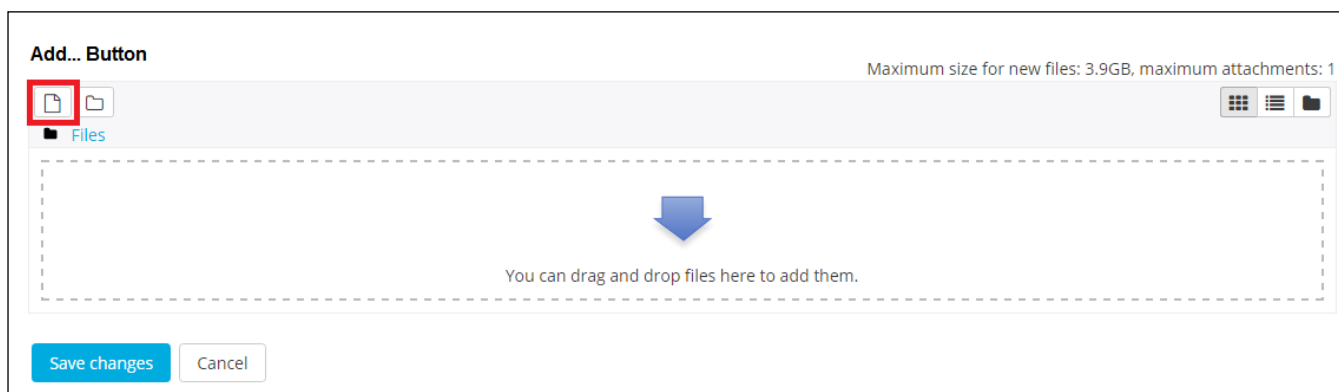 Add... Button
Maximum size for new files: 3.9GB, maximum attachments: 1
Files
You can drag and drop files here to add them.
Save changes
Cancel